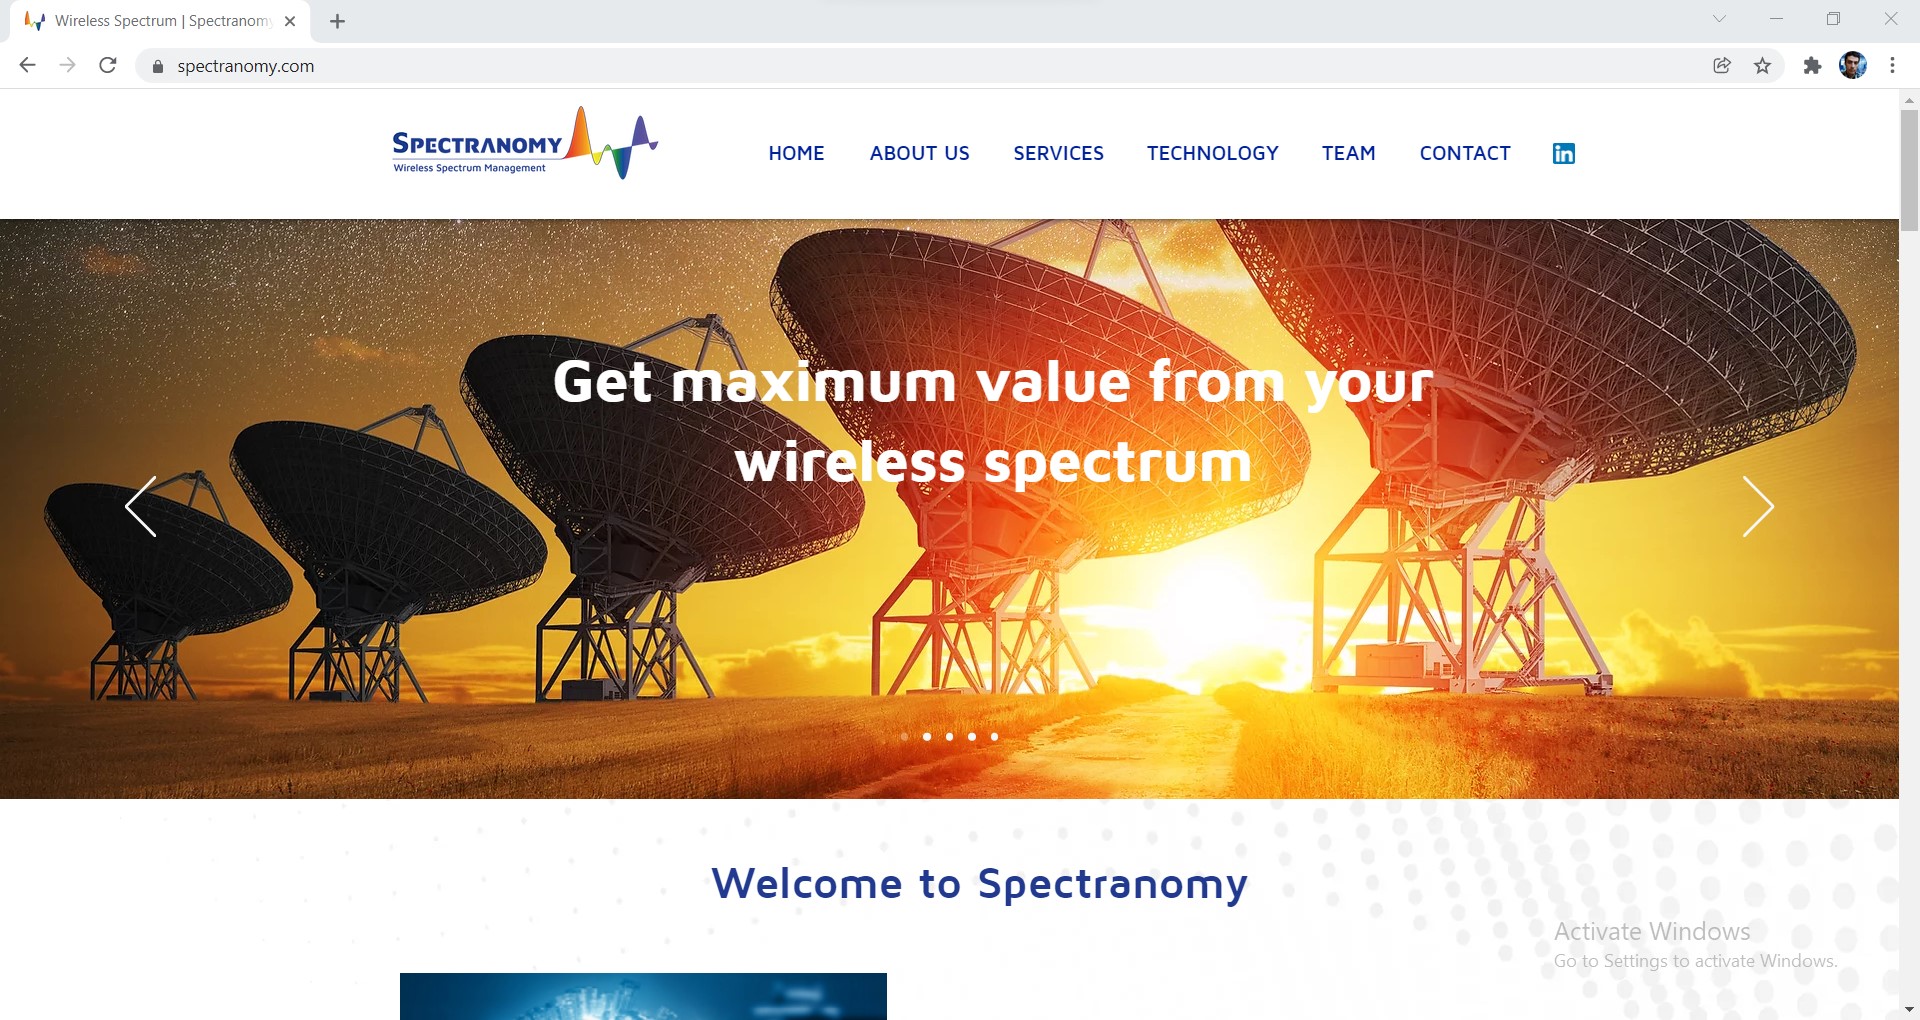 Wireless Spectrum | Spectranomy
spectranomy.com
SPECTRANOMY
Wireless Spectrum Management
HOME ABOUT US SERVICES TECHNOLOGY TEAM CONTACT in
Get maximum value from your
wireless spectrum
Welcome to Spectranomy
Activate Windows
Go to Settings to activate Windows.